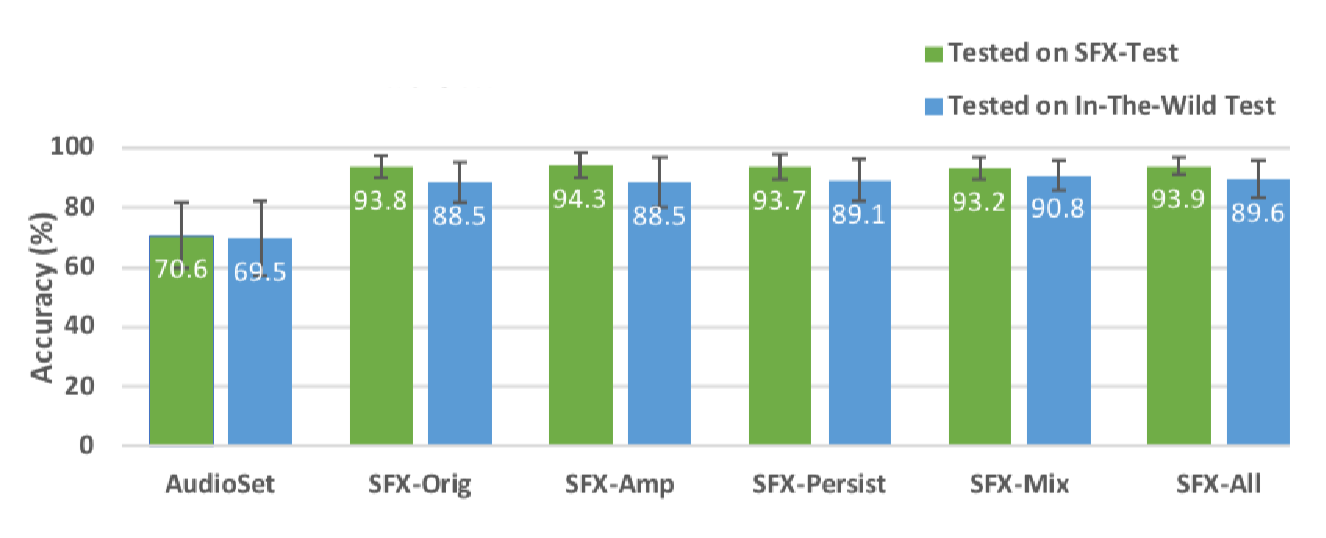 Tested on SFX-Test
Tested on In-The-Wild Test
Accuracy (%)
100
80
60
40
20
0
70.6
69.5
93.8
88.5
94.3
88.5
93.7
89.1
93.2
90.8
93.9
89.6
AudioSet
SFX-Orig
SFX-Amp
SFX-Persist
SFX-Mix
SFX-All